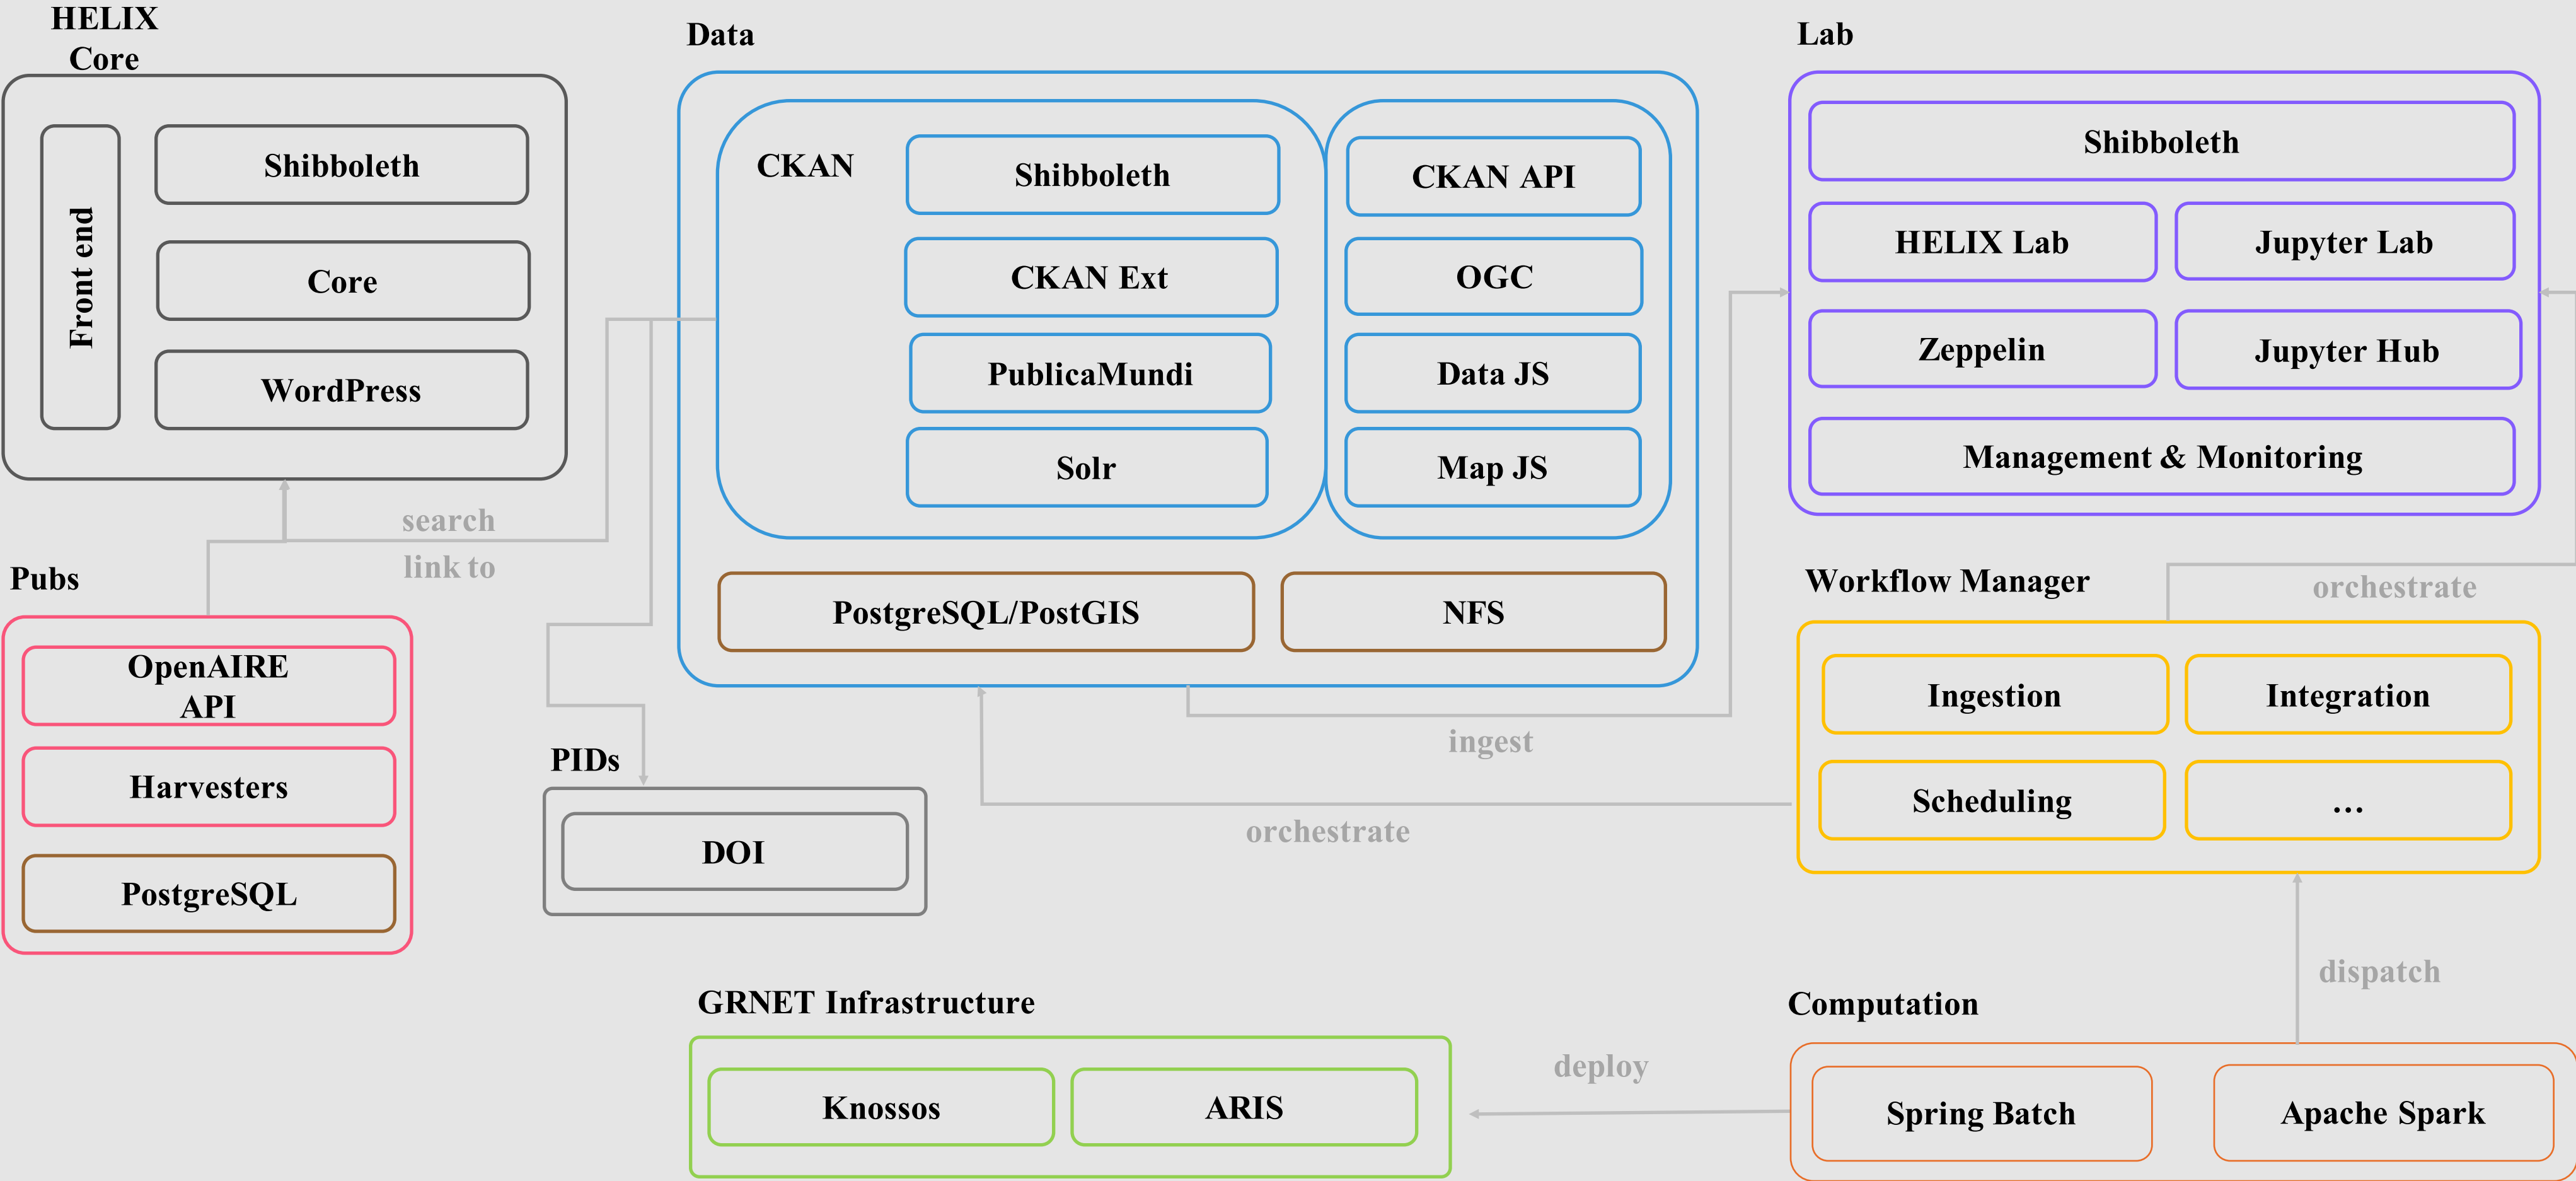 HELIX
Core
Front end
Shibboleth
Core
WordPress
search
link to
Pubs
OpenAIRE
API
Harvesters
PostgreSQL
Data
CKAN
Shibboleth
CKAN Ext
PublicaMundi
Solr
CKAN API
OGC
Data JS
Map JS
PostgreSQL/PostGIS
NFS
ingest
PIDs
DOI
orchestrate
Lab
Shibboleth
HELIX Lab
Jupyter Lab
Zeppelin
Jupyter Hub
Management & Monitoring
Workflow Manager
orchestrate
Ingestion
Integration
Scheduling
...
dispatch
GRNET Infrastructure
Knossos
ARIS
deploy
Computation
Spring Batch
Apache Spark